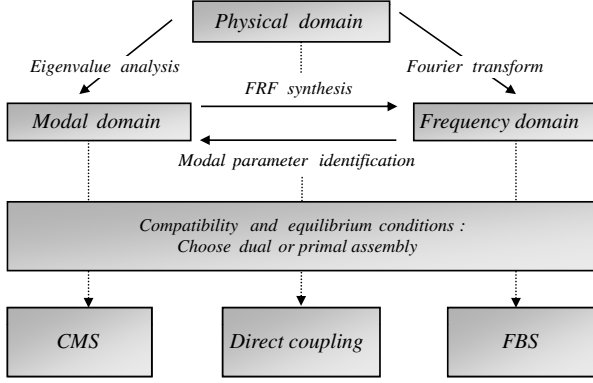 Physical domain
Eigenvalue analysis
Fourier transform
FRF synthesis
Modal domain
Frequency domain
Modal parameter identification
Compatibility and equilibrium conditions :
Choose dual or primal assembly
CMS
Direct coupling
FBS